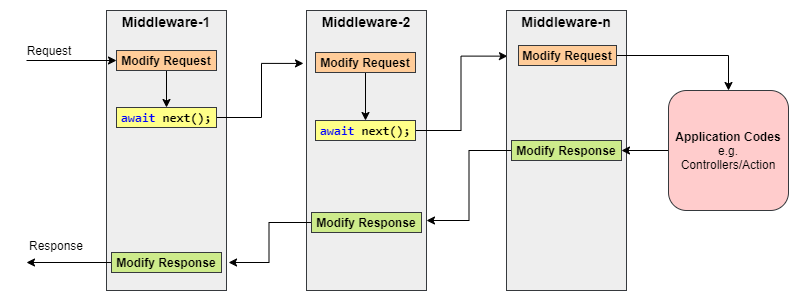 Middleware-1
Middleware-2
Middleware-n
Request
Modify Request
Modify Request
Modify Request
await next();
await next();
Application Codes
e.g.
Controllers/Action
Modify Response
Modify Response
Response
Modify Response